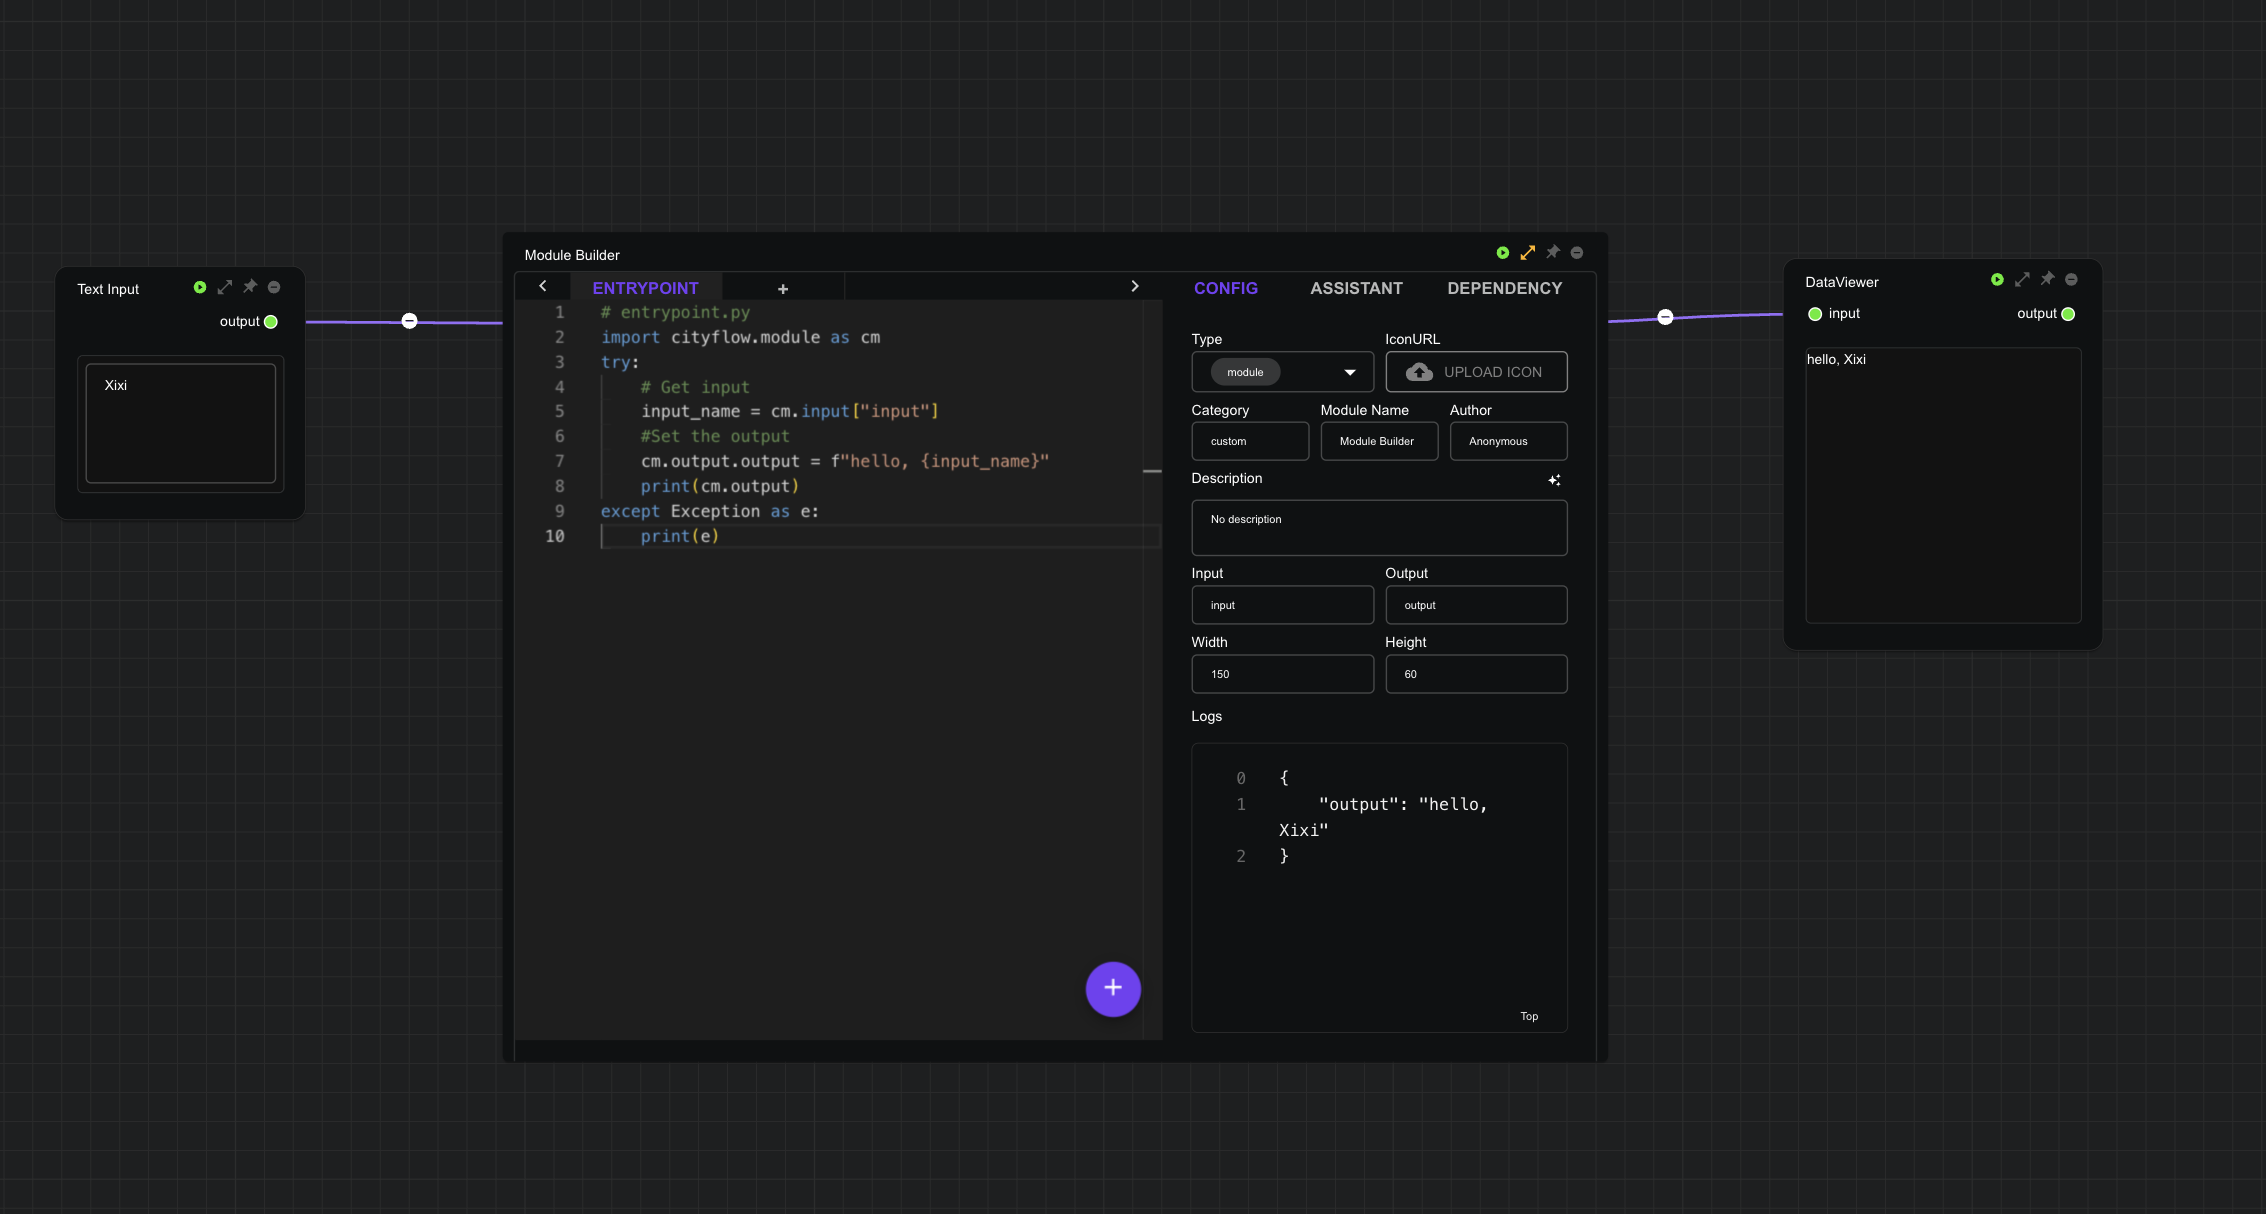 Text Input
output
Xixi
Module Builder
ENTRYPOINT
+
1 # entrypoint.py
2 import cityflow.module as cm
3 try:
4     # Get input
5     input_name = cm.input["input"]
6     #Set the output
7     cm.output.output = f"hello, {input_name}"
8     print(cm.output)
9 except Exception as e:
10     print(e)
+
CONFIG ASSISTANT DEPENDENCY
Type IconURL
module UPLOAD ICON
Category Module Name Author
custom Module Builder Anonymous
Description
No description
Input Output
input output
Width Height
150 60
Logs
0 {
1     "output": "hello,
Xixi"
2 }
Top
DataViewer
input output
hello, Xixi